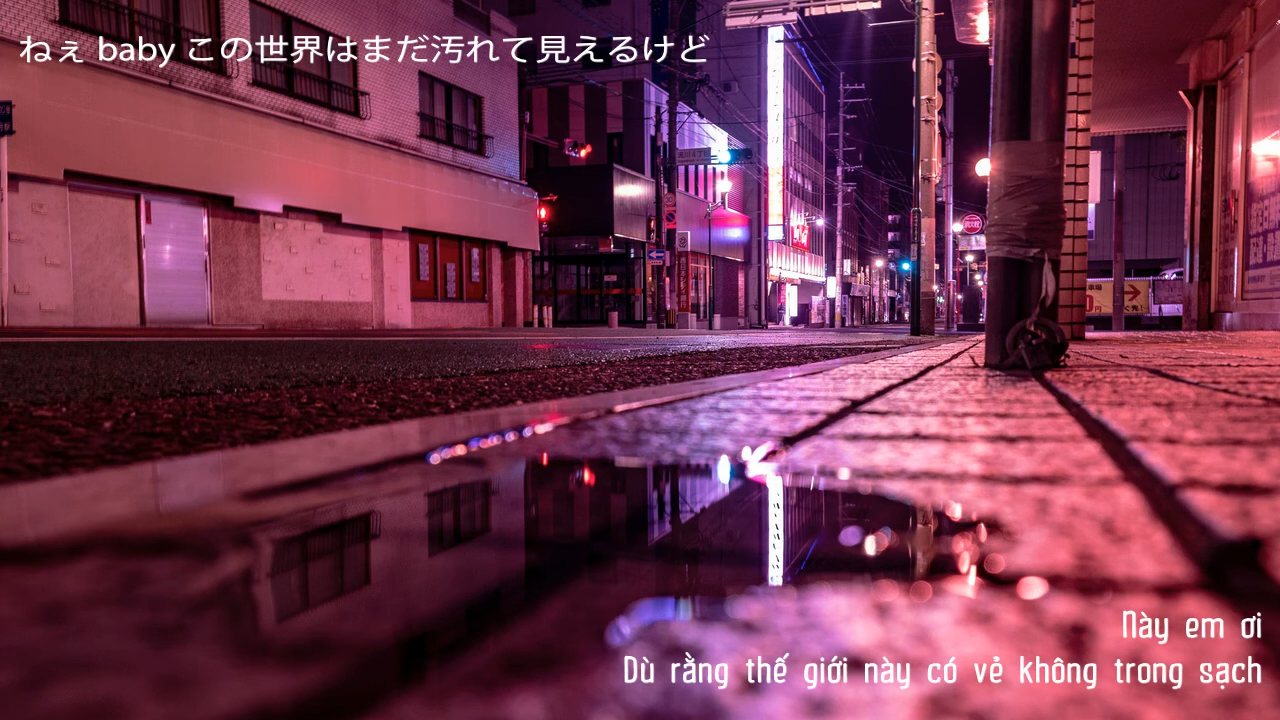 ねぇ baby この世界はまだ汚れて見えるけど
Này em ơi
Dù rằng thế giới này có vẻ không trong sạch